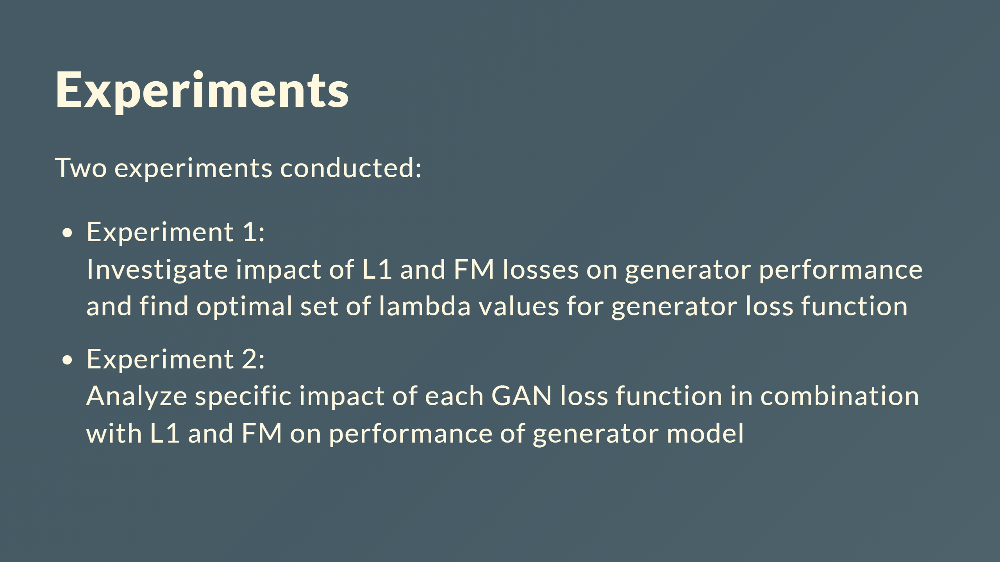 Experiments
Two experiments conducted:
• Experiment 1:
Investigate impact of L1 and FM losses on generator performance
and find optimal set of lambda values for generator loss function
• Experiment 2:
Analyze specific impact of each GAN loss function in combination
with L1 and FM on performance of generator model